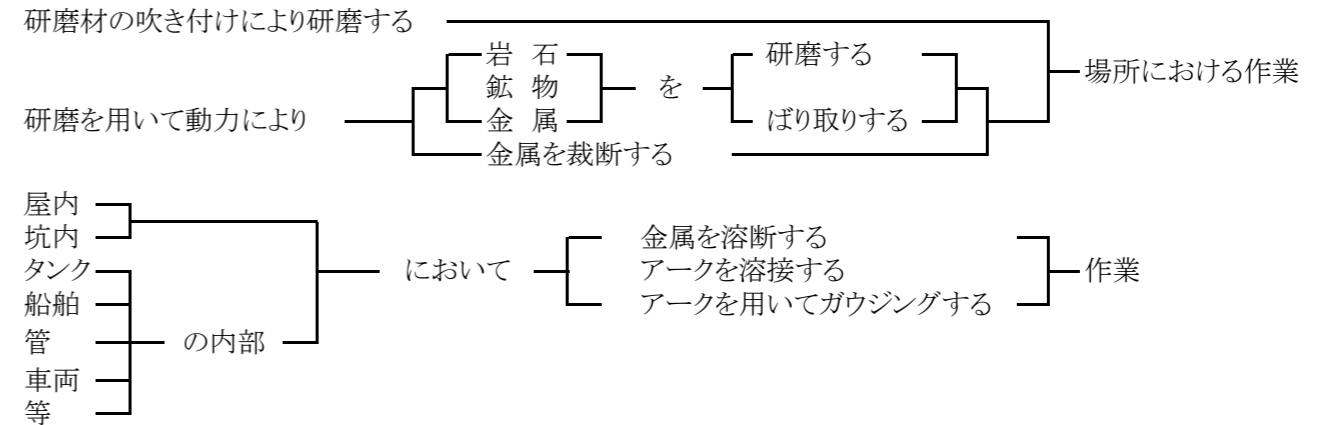 研磨材の吹き付けにより研磨する
岩 石
鉱 物
金 属
を
研磨する
ばり取りする
場所における作業
研磨を用いて動力により
金属を裁断する
屋内
坑内
タンク
船舶
管
車両
等
の内部
において
金属を溶断する
アークを溶接する
アークを用いてガウジングする
作業